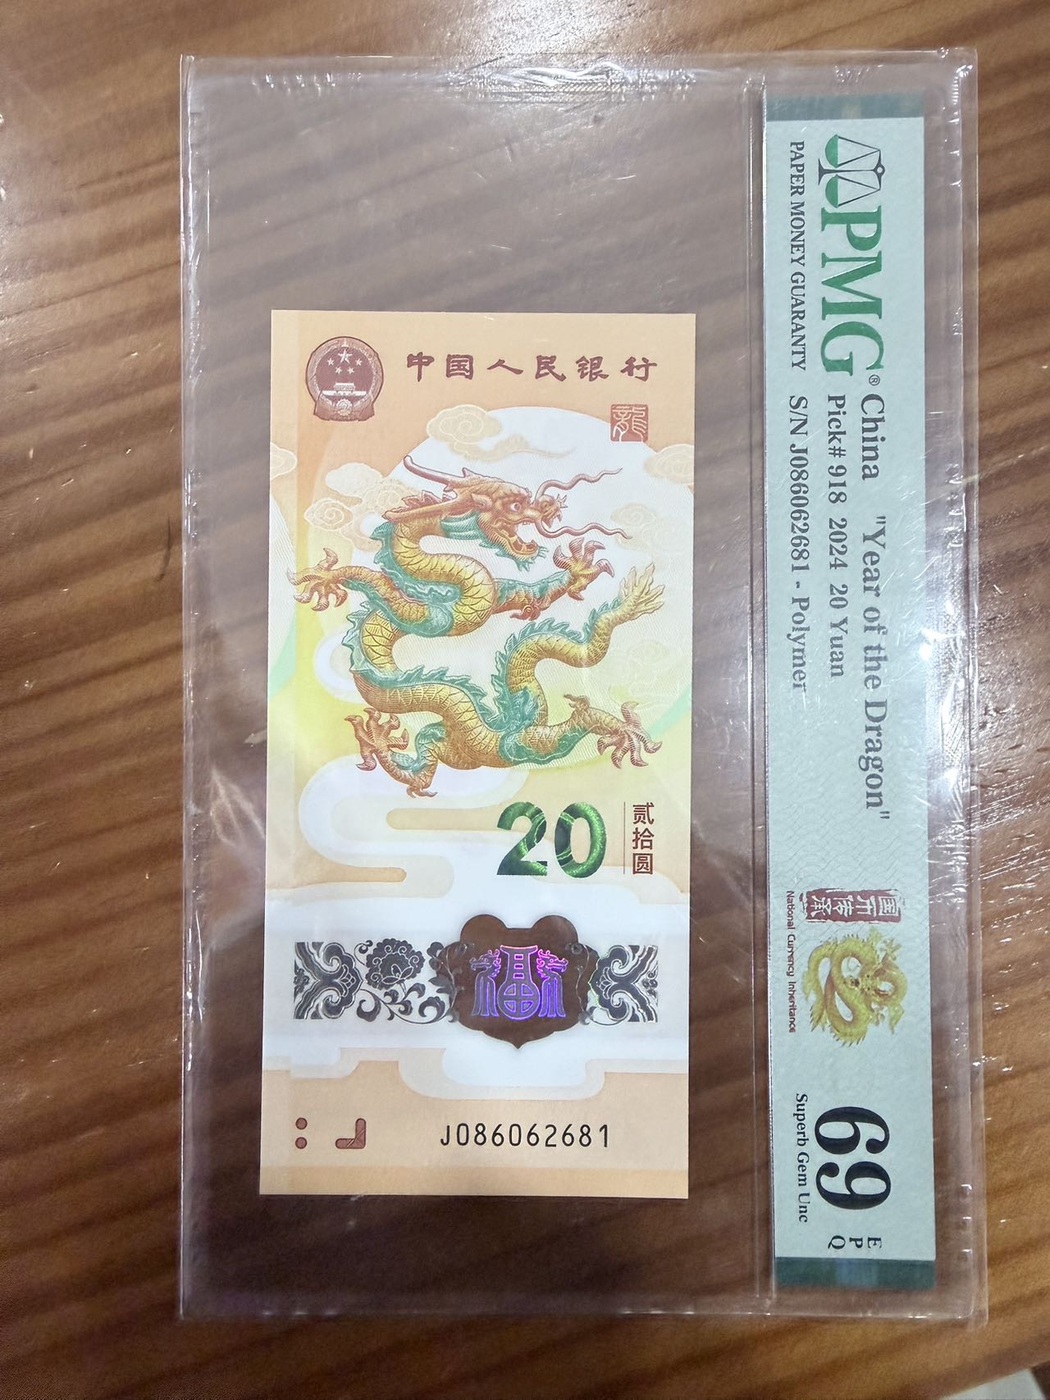 中国人民银行
龍
20
贰拾圆
福
J086062681
PMG®
PAPER MONEY GUARANTY
China "Year of the Dragon"
Pick# 918 2024 20 Yuan
S/N J086062681 - Polymer
国币传承
National Currency Inheritance
69 EPQ
Superb Gem Unc